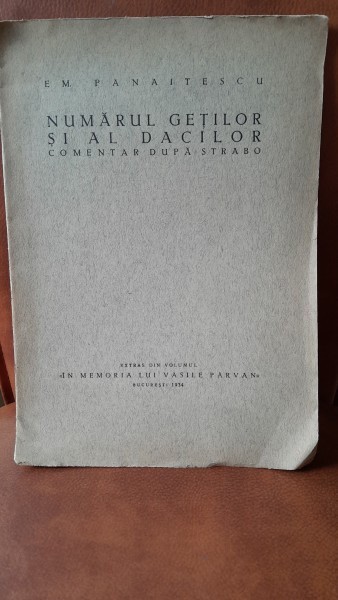 EM. PANAITESCU
NUMĂRUL GEȚILOR
ȘI AL DACILOR
COMENTAR DUPĂ STRABO
EXTRAS DIN VOLUMUL
«ÎN MEMORIA LUI VASILE PÂRVAN»
BUCUREȘTI 1934